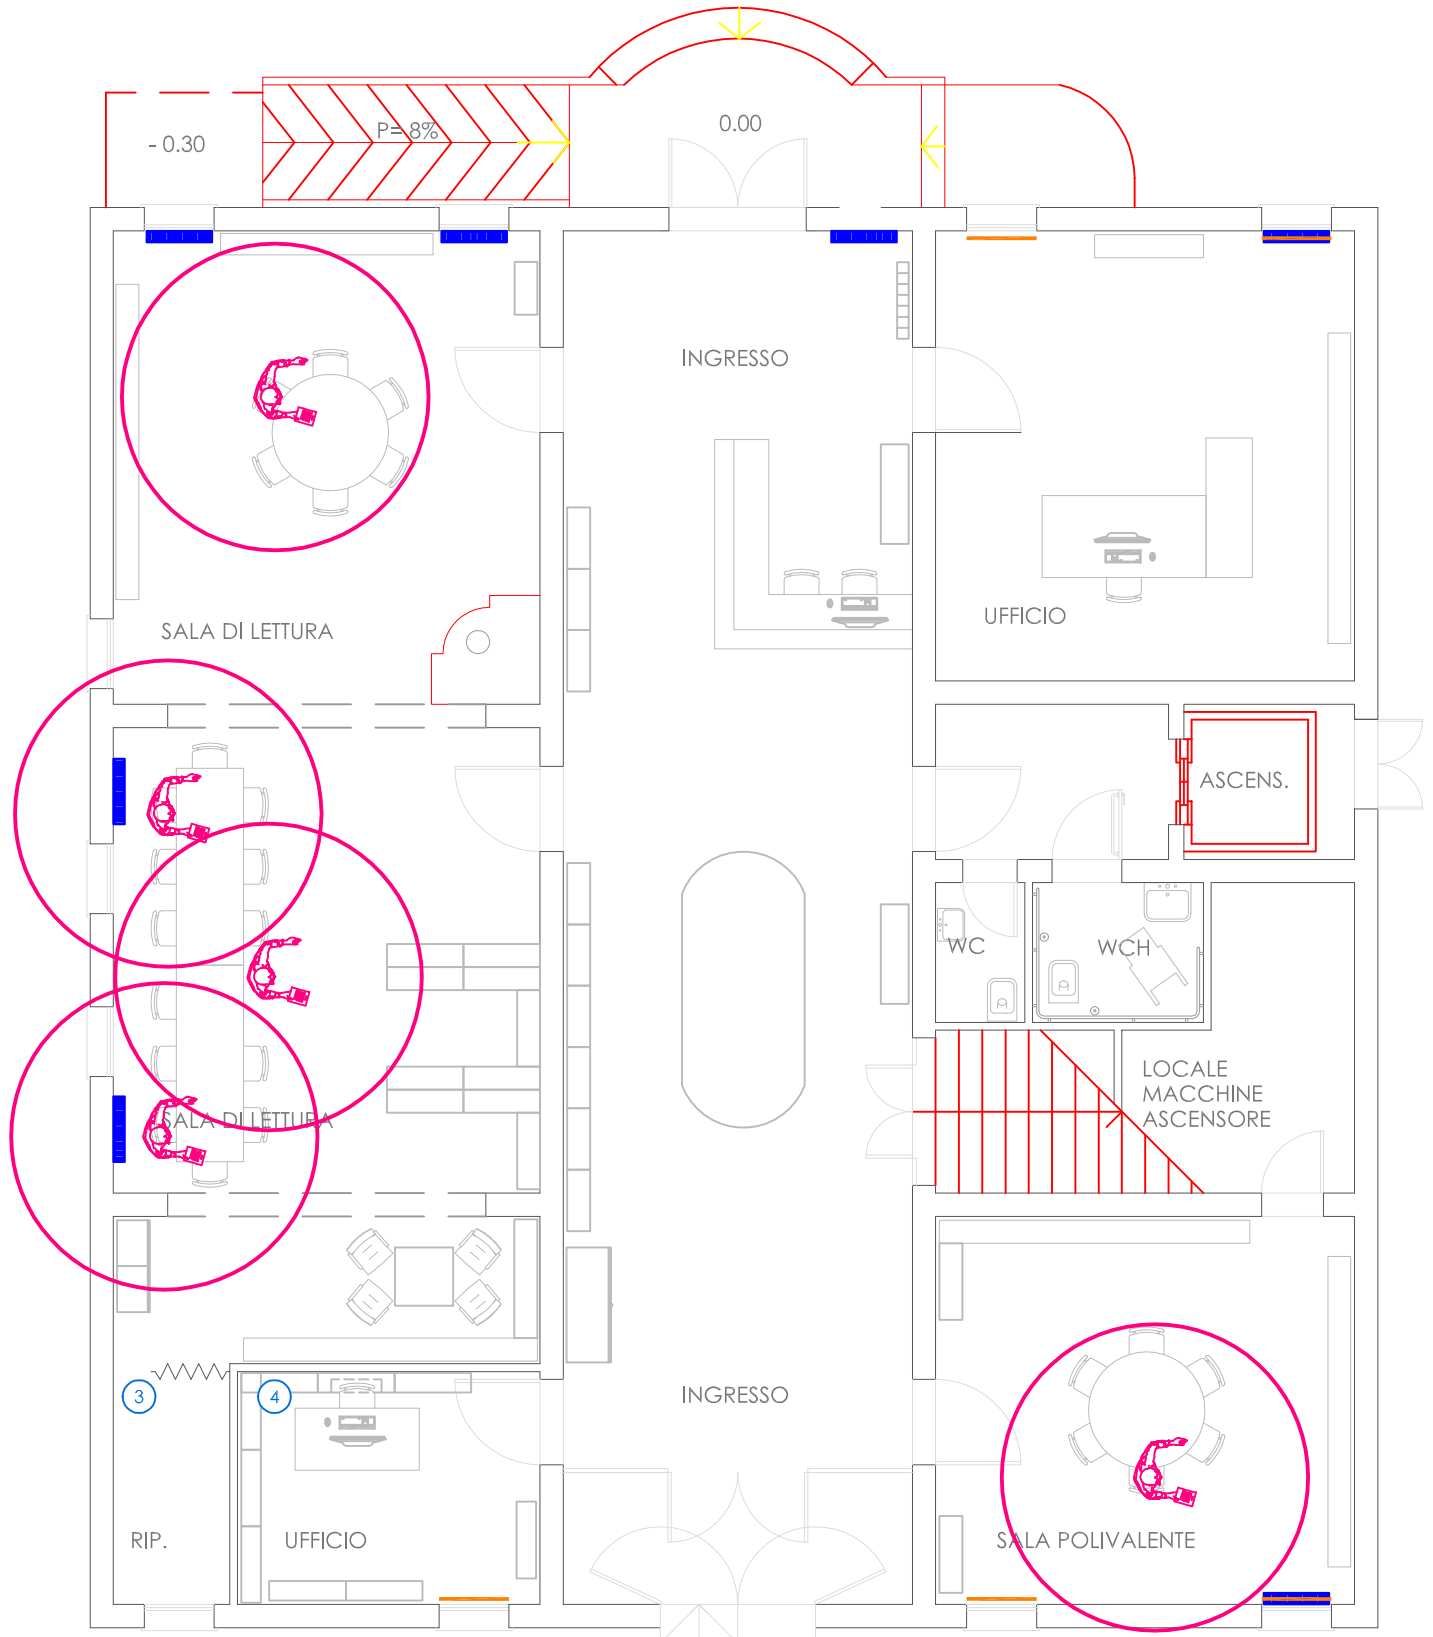 P= 8%
- 0.30
0.00
INGRESSO
UFFICIO
SALA DI LETTURA
ASCENS.
WC
WCH
LOCALE
MACCHINE
ASCENSORE
SALA DI LETTURA
3
4
INGRESSO
RIP.
UFFICIO
SALA POLIVALENTE